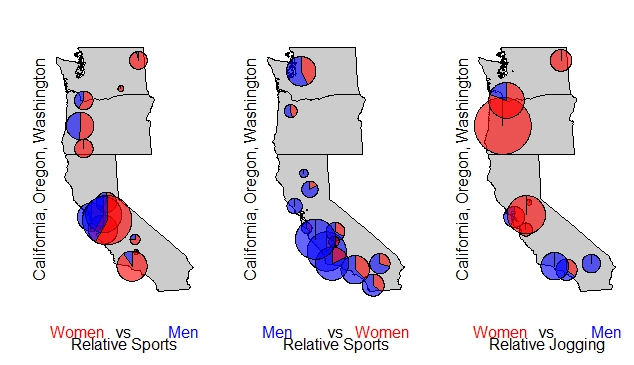 California, Oregon, Washington
Women vs Men
Relative Sports
California, Oregon, Washington
Men vs Women
Relative Sports
California, Oregon, Washington
Women vs Men
Relative Jogging